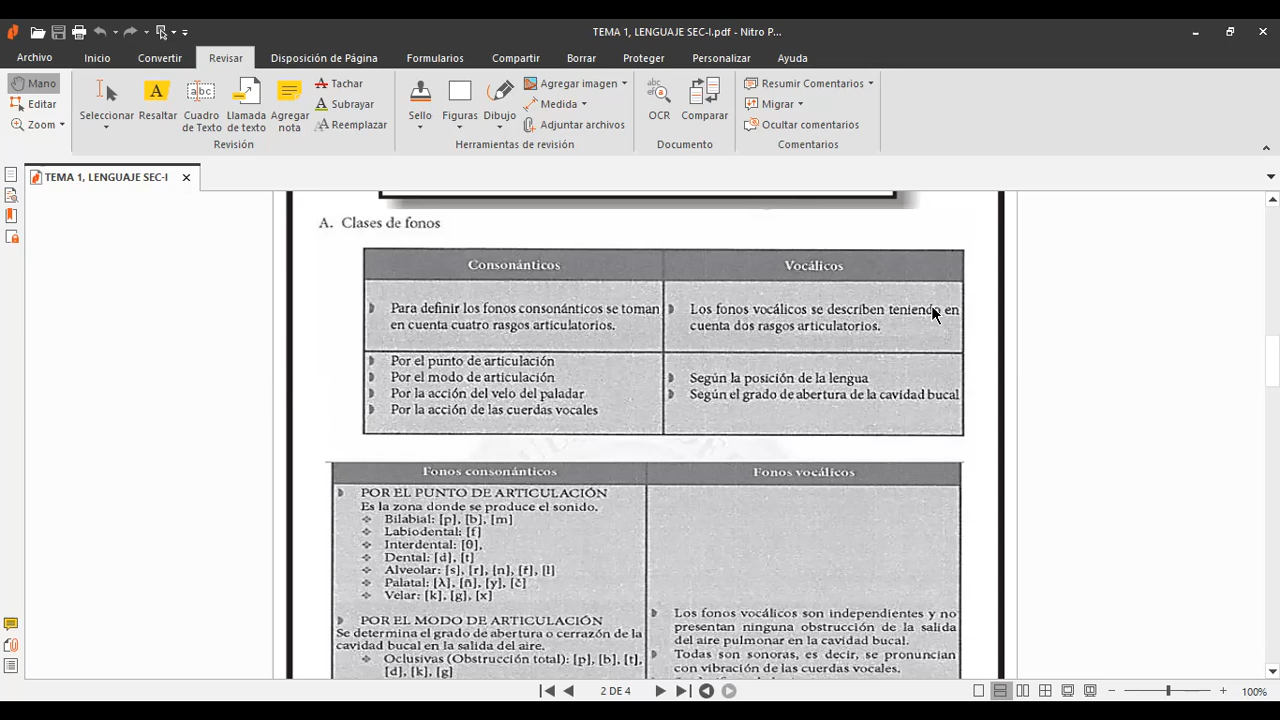 TEMA 1, LENGUAJE SEC-I.pdf - Nitro P...
Archivo
Inicio
Convertir
Revisar
Disposición de Página
Formularios
Compartir
Borrar
Proteger
Personalizar
Ayuda
Mano
Editar
Zoom
Seleccionar
A
Resaltar
abc
Cuadro
de Texto
Llamada
de texto
Agregar
nota
Tachar
Subrayar
Reemplazar
Revisión
Sello
Figuras
Dibujo
Agregar imagen
Medida
Adjuntar archivos
Herramientas de revisión
abc
OCR
Comparar
Documento
Resumir Comentarios
Migrar
Ocultar comentarios
Comentarios
TEMA 1, LENGUAJE SEC-I
A. Clases de fonos
Consonánticos
Vocálicos
Para definir los fonos consonánticos se toman
en cuenta cuatro rasgos articulatorios.
Los fonos vocálicos se describen teniendo en
cuenta dos rasgos articulatorios.
Por el punto de articulación
Por el modo de articulación
Por la acción del velo del paladar
Por la acción de las cuerdas vocales
Según la posición de la lengua
Según el grado de abertura de la cavidad bucal
Fonos consonánticos
Fonos vocálicos
POR EL PUNTO DE ARTICULACIÓN
Es la zona donde se produce el sonido.
Bilabial: [p], [b], [m]
Labiodental: [f]
Interdental: [θ],
Dental: [d], [t]
Alveolar: [s], [r], [n], [r̄], [l]
Palatal: [λ], [ñ], [y], [č]
Velar: [k], [g], [x]
POR EL MODO DE ARTICULACIÓN
Se determina el grado de abertura o cerrazón de la
cavidad bucal en la salida del aire.
Oclusivas (Obstrucción total): [p], [b], [t],
[d], [k], [g]
Los fonos vocálicos son independientes y no
presentan ninguna obstrucción de la salida
del aire pulmonar en la cavidad bucal.
Todas son sonoras, es decir, se pronuncian
con vibración de las cuerdas vocales.
2 DE 4
100%